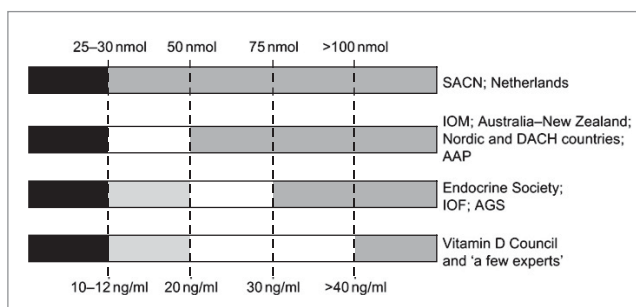 25–30 nmol 50 nmol 75 nmol >100 nmol
SACN; Netherlands
IOM; Australia–New Zealand;
Nordic and DACH countries;
AAP
Endocrine Society;
IOF; AGS
Vitamin D Council
and ‘a few experts’
10–12 ng/ml 20 ng/ml 30 ng/ml >40 ng/ml